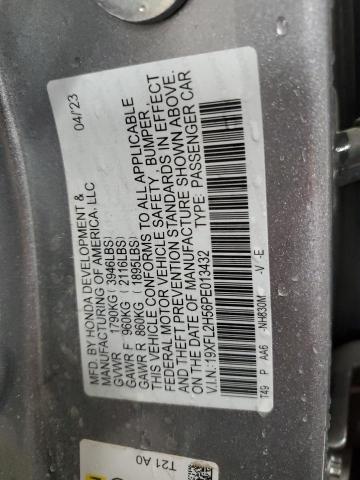 MFD. BY HONDA DEVELOPMENT & 04/23
MANUFACTURING OF AMERICA, LLC
GVWR 1790KG (3946LBS)
GAWR F 960KG (2116LBS)
GAWR R 860KG (1895LBS)
THIS VEHICLE CONFORMS TO ALL APPLICABLE
FEDERAL MOTOR VEHICLE SAFETY, BUMPER,
AND THEFT PREVENTION STANDARDS IN EFFECT
ON THE DATE OF MANUFACTURE SHOWN ABOVE.
V.I.N.: 19XFL2H56PE013432 TYPE: PASSENGER CAR
T49 P AA6 -NH830M -V -E
T21 A0